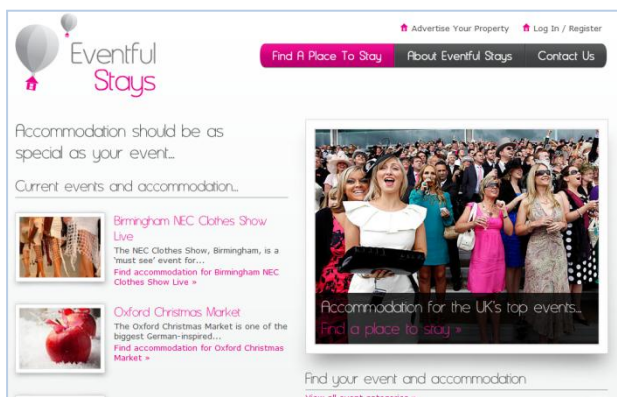 Advertise Your Property
Log In / Register
Eventful
Stays
Find A Place To Stay
About Eventful Stays
Contact Us
Accommodation should be as
special as your event...
Current events and accommodation...
Birmingham NEC Clothes Show
Live
The NEC Clothes Show, Birmingham, is a
'must see' event for...
Find accommodation for Birmingham NEC
Clothes Show Live »
Oxford Christmas Market
The Oxford Christmas Market is one of the
biggest German-inspired...
Find accommodation for Oxford Christmas
Market »
Accommodation for the UK's top events...
Find a place to stay »
Find your event and accommodation
View all event categories »